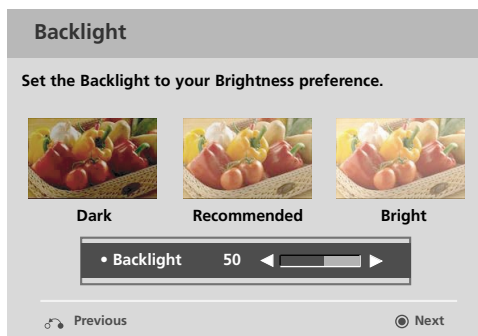 Backlight
Set the Backlight to your Brightness preference.
Dark Recommended Bright
• Backlight 50
Previous Next